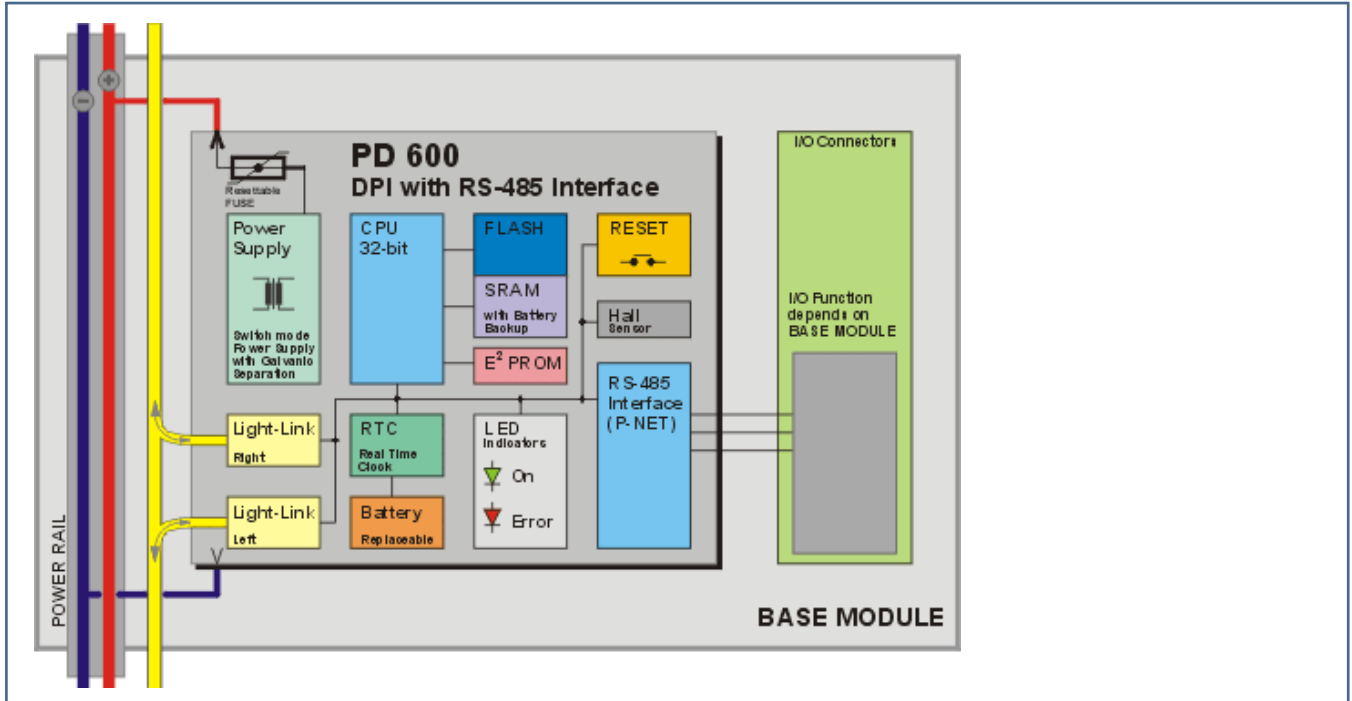 PD 600
DPI with RS-485 Interface
Resettable
FUSE
Power
Supply
Switch mode
Power Supply
with Galvanic
Separation
CPU
32-bit
FLASH
SRAM
with Battery
Backup
E² PROM
RESET
Hall
Sensor
RS-485
Interface
(P-NET)
Light-Link
Right
Light-Link
Left
RTC
Real Time
Clock
Battery
Replaceable
LED
Indicators
On
Error
I/O Connectors
I/O Function
depends on
BASE MODULE
POWER RAIL
BASE MODULE